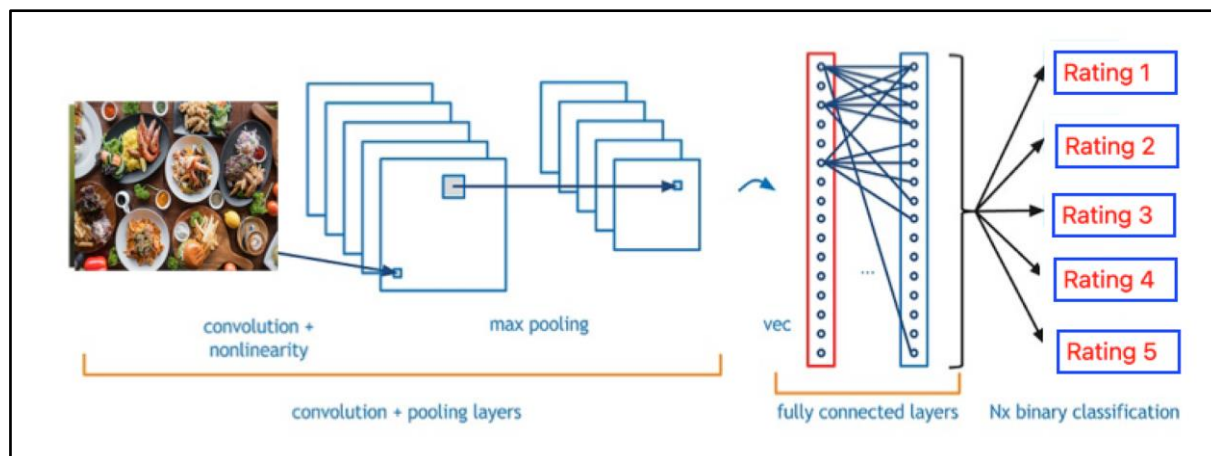 Rating 1
Rating 2
Rating 3
Rating 4
Rating 5
...
convolution +
nonlinearity
max pooling
vec
convolution + pooling layers
fully connected layers
Nx binary classification